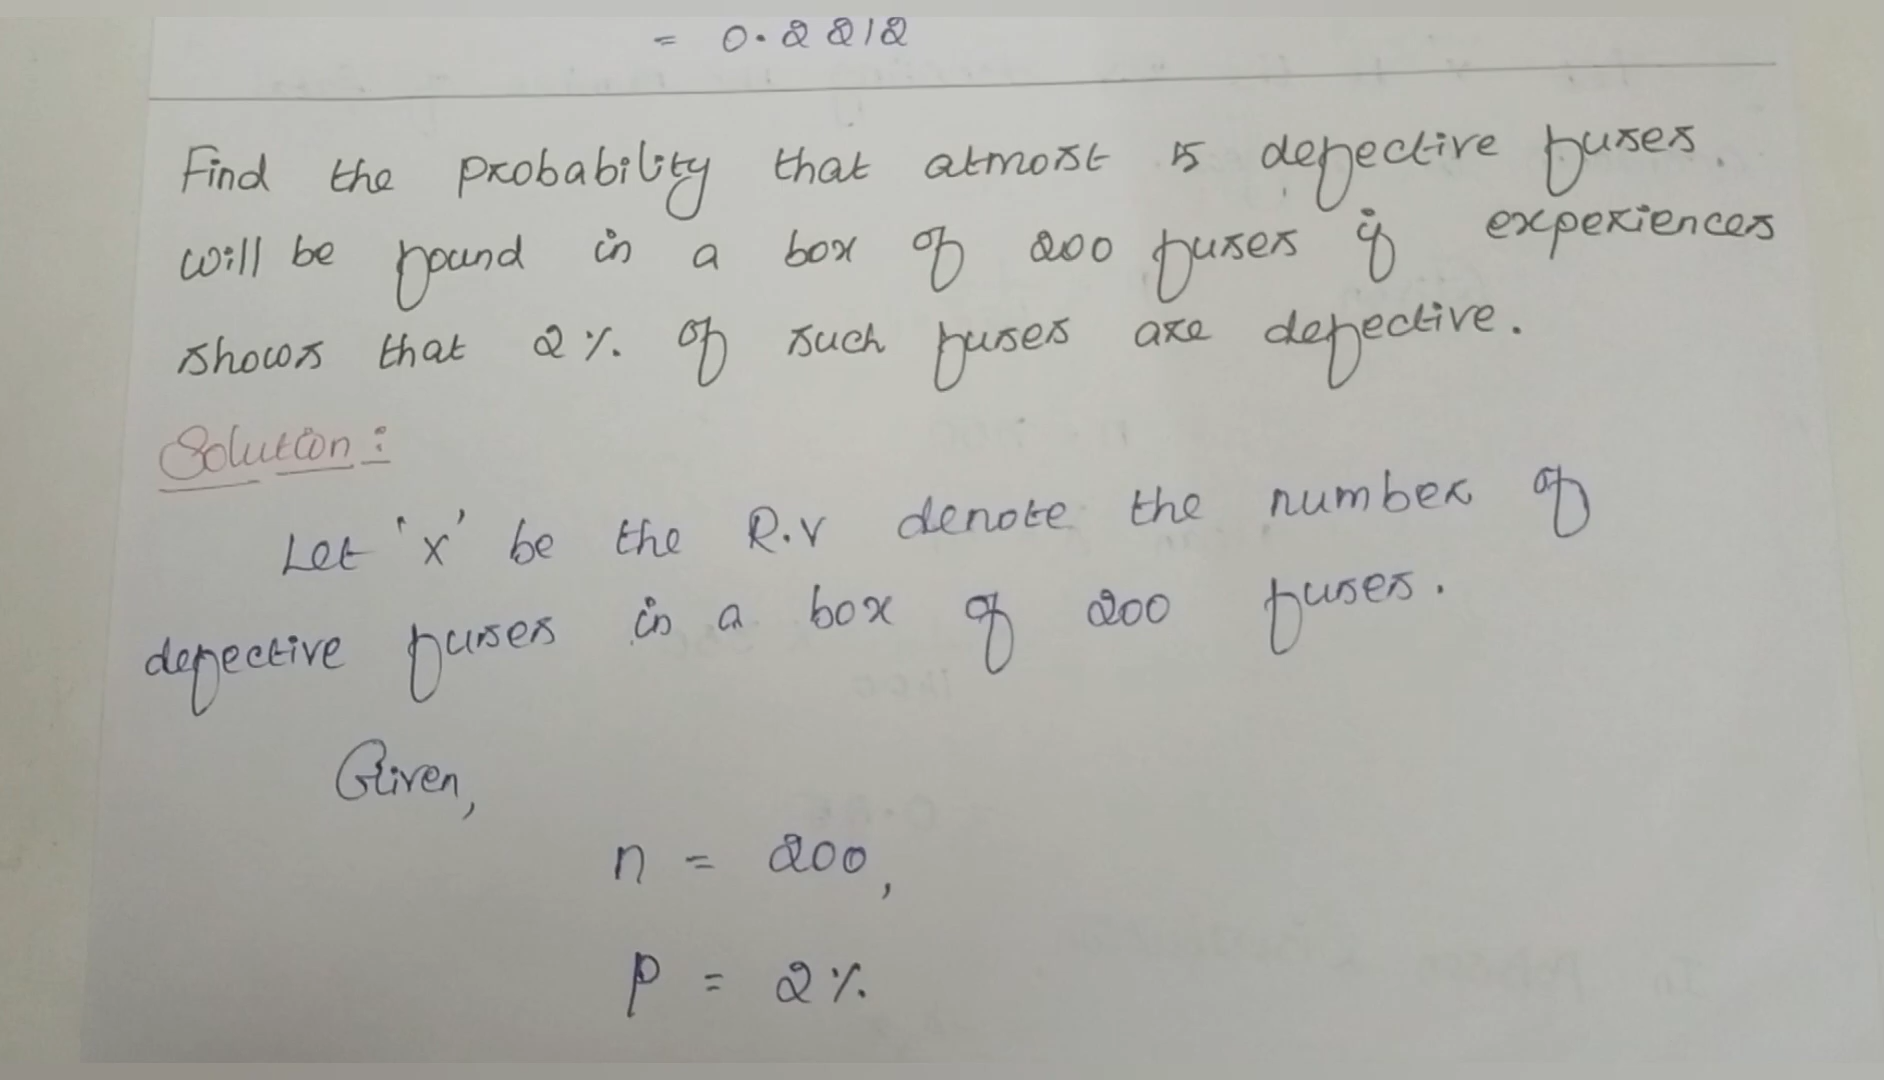 = 0.2212
Find the probability that atmost 5 defective fuses.
will be found in a box of 200 fuses if experiences
shows that 2%. of such fuses are defective.
Solution:
Let 'x' be the R.V denote the number of
defective fuses in a box of 200 fuses.
Given,
n = 200,
P = 2%.